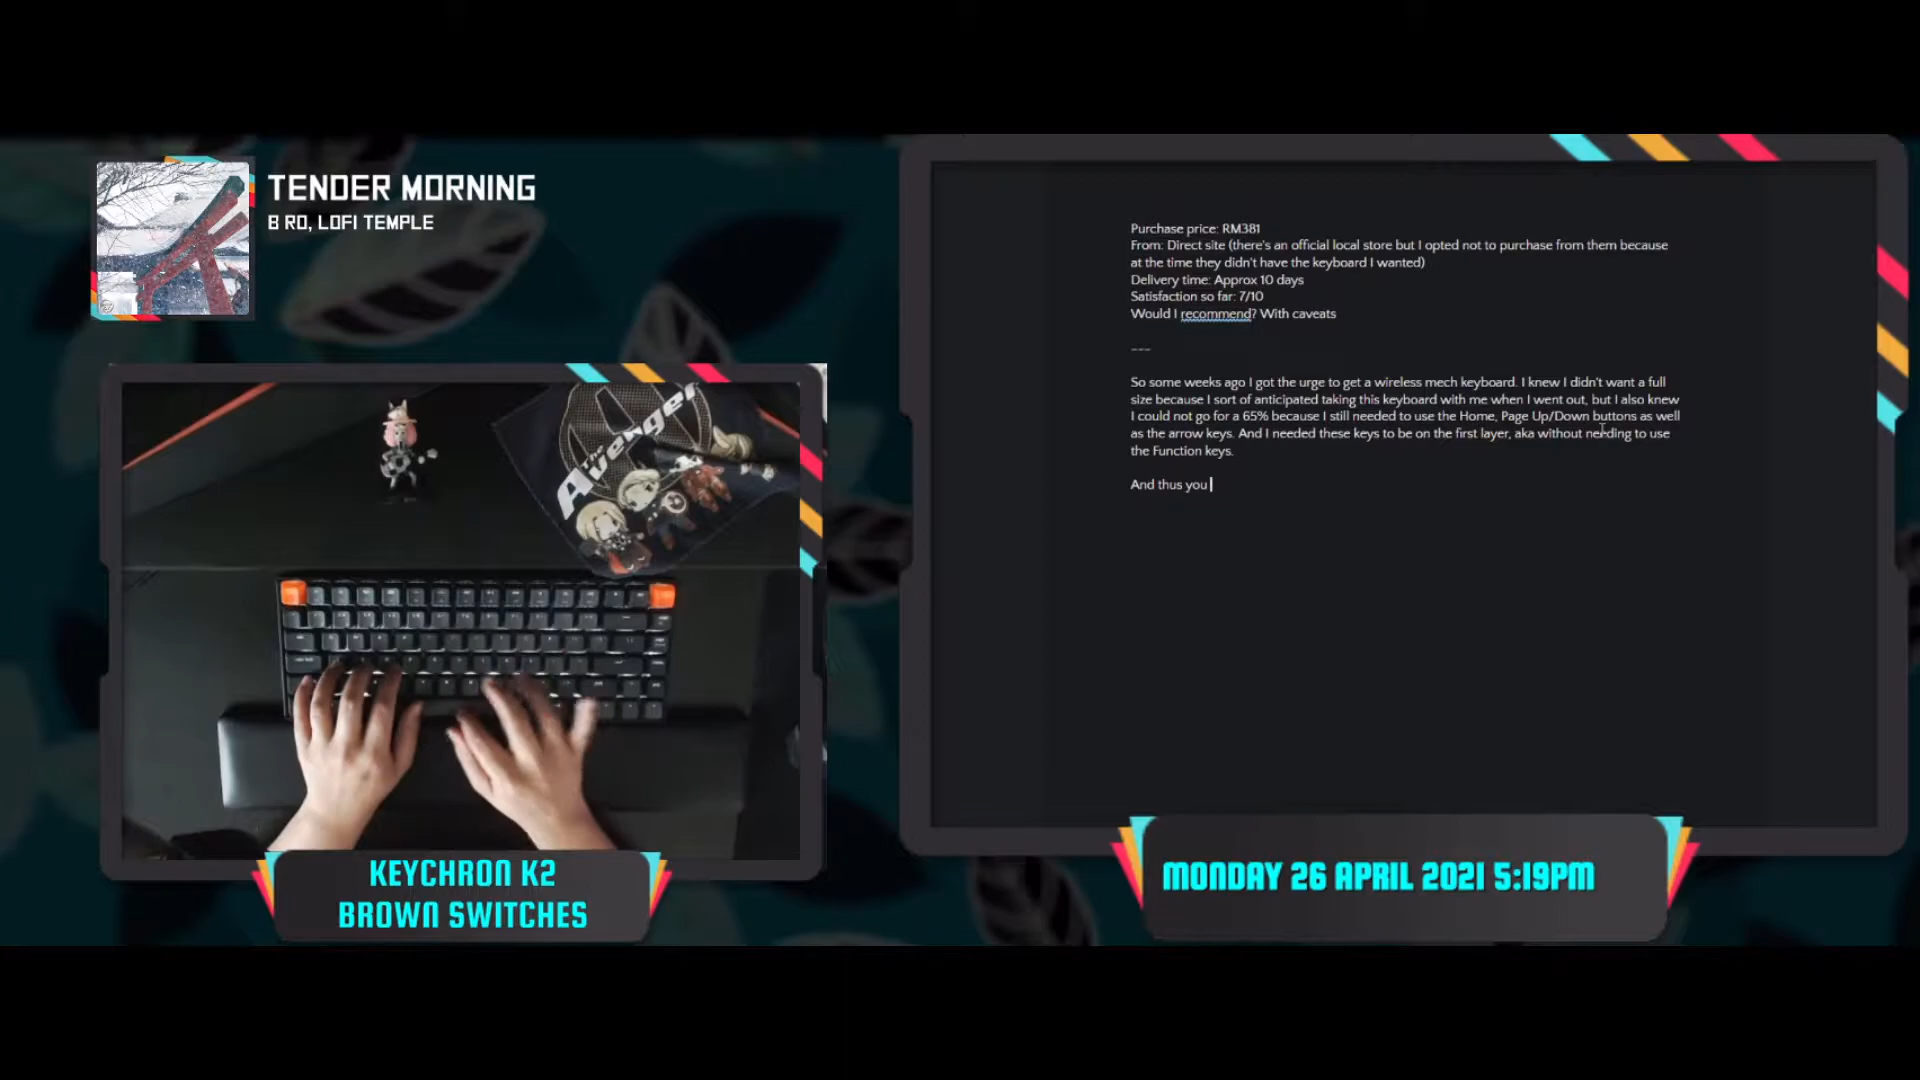 TENDER MORNING
B RO, LOFI TEMPLE
The Avenger
KEYCHRON K2
BROWN SWITCHES
Purchase price: RM381
From: Direct site (there's an official local store but I opted not to purchase from them because
at the time they didn't have the keyboard I wanted)
Delivery time: Approx 10 days
Satisfaction so far: 7/10
Would I recommend? With caveats
---
So some weeks ago I got the urge to get a wireless mech keyboard. I knew I didn't want a full
size because I sort of anticipated taking this keyboard with me when I went out, but I also knew
I could not go for a 65% because I still needed to use the Home, Page Up/Down buttons as well
as the arrow keys. And I needed these keys to be on the first layer, aka without needing to use
the Function keys.
And thus you
MONDAY 26 APRIL 2021 5:19PM